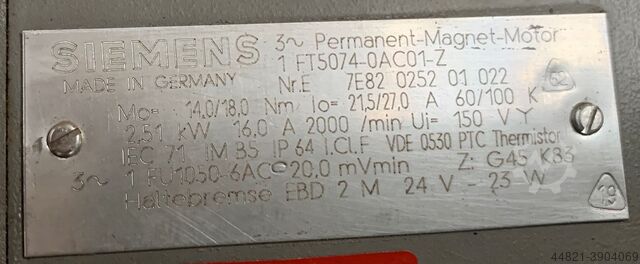 SIEMENS 3~ Permanent-Magnet-Motor
1 FT5074-0AC01-Z
MADE IN GERMANY Nr.E 7E82 0252 01 022
62
Mo= 14,0/18,0 Nm Io= 21,5/27,0 A 60/100 K
2,51 kW 16,0 A 2000 /min Ui= 150 V Y
IEC 71 IM B5 IP 64 I.Cl.F VDE 0530 PTC Thermistor
3~ 1 FU1050-6AC 20,0 mVmin Z: G45 K83
Haltebremse EBD 2 M 24 V - 23 W
19
44821-3904069